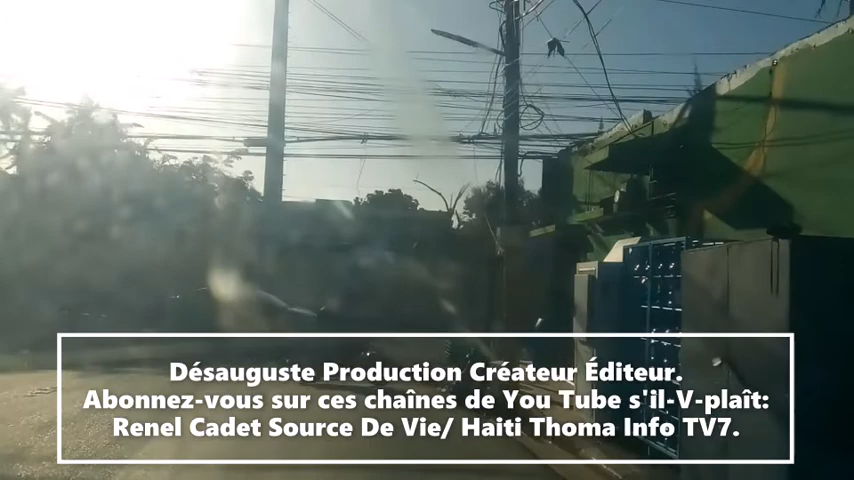 Désauguste Production Créateur Éditeur.
Abonnez-vous sur ces chaînes de You Tube s'il-V-plaît:
Renel Cadet Source De Vie/ Haiti Thoma Info TV7.